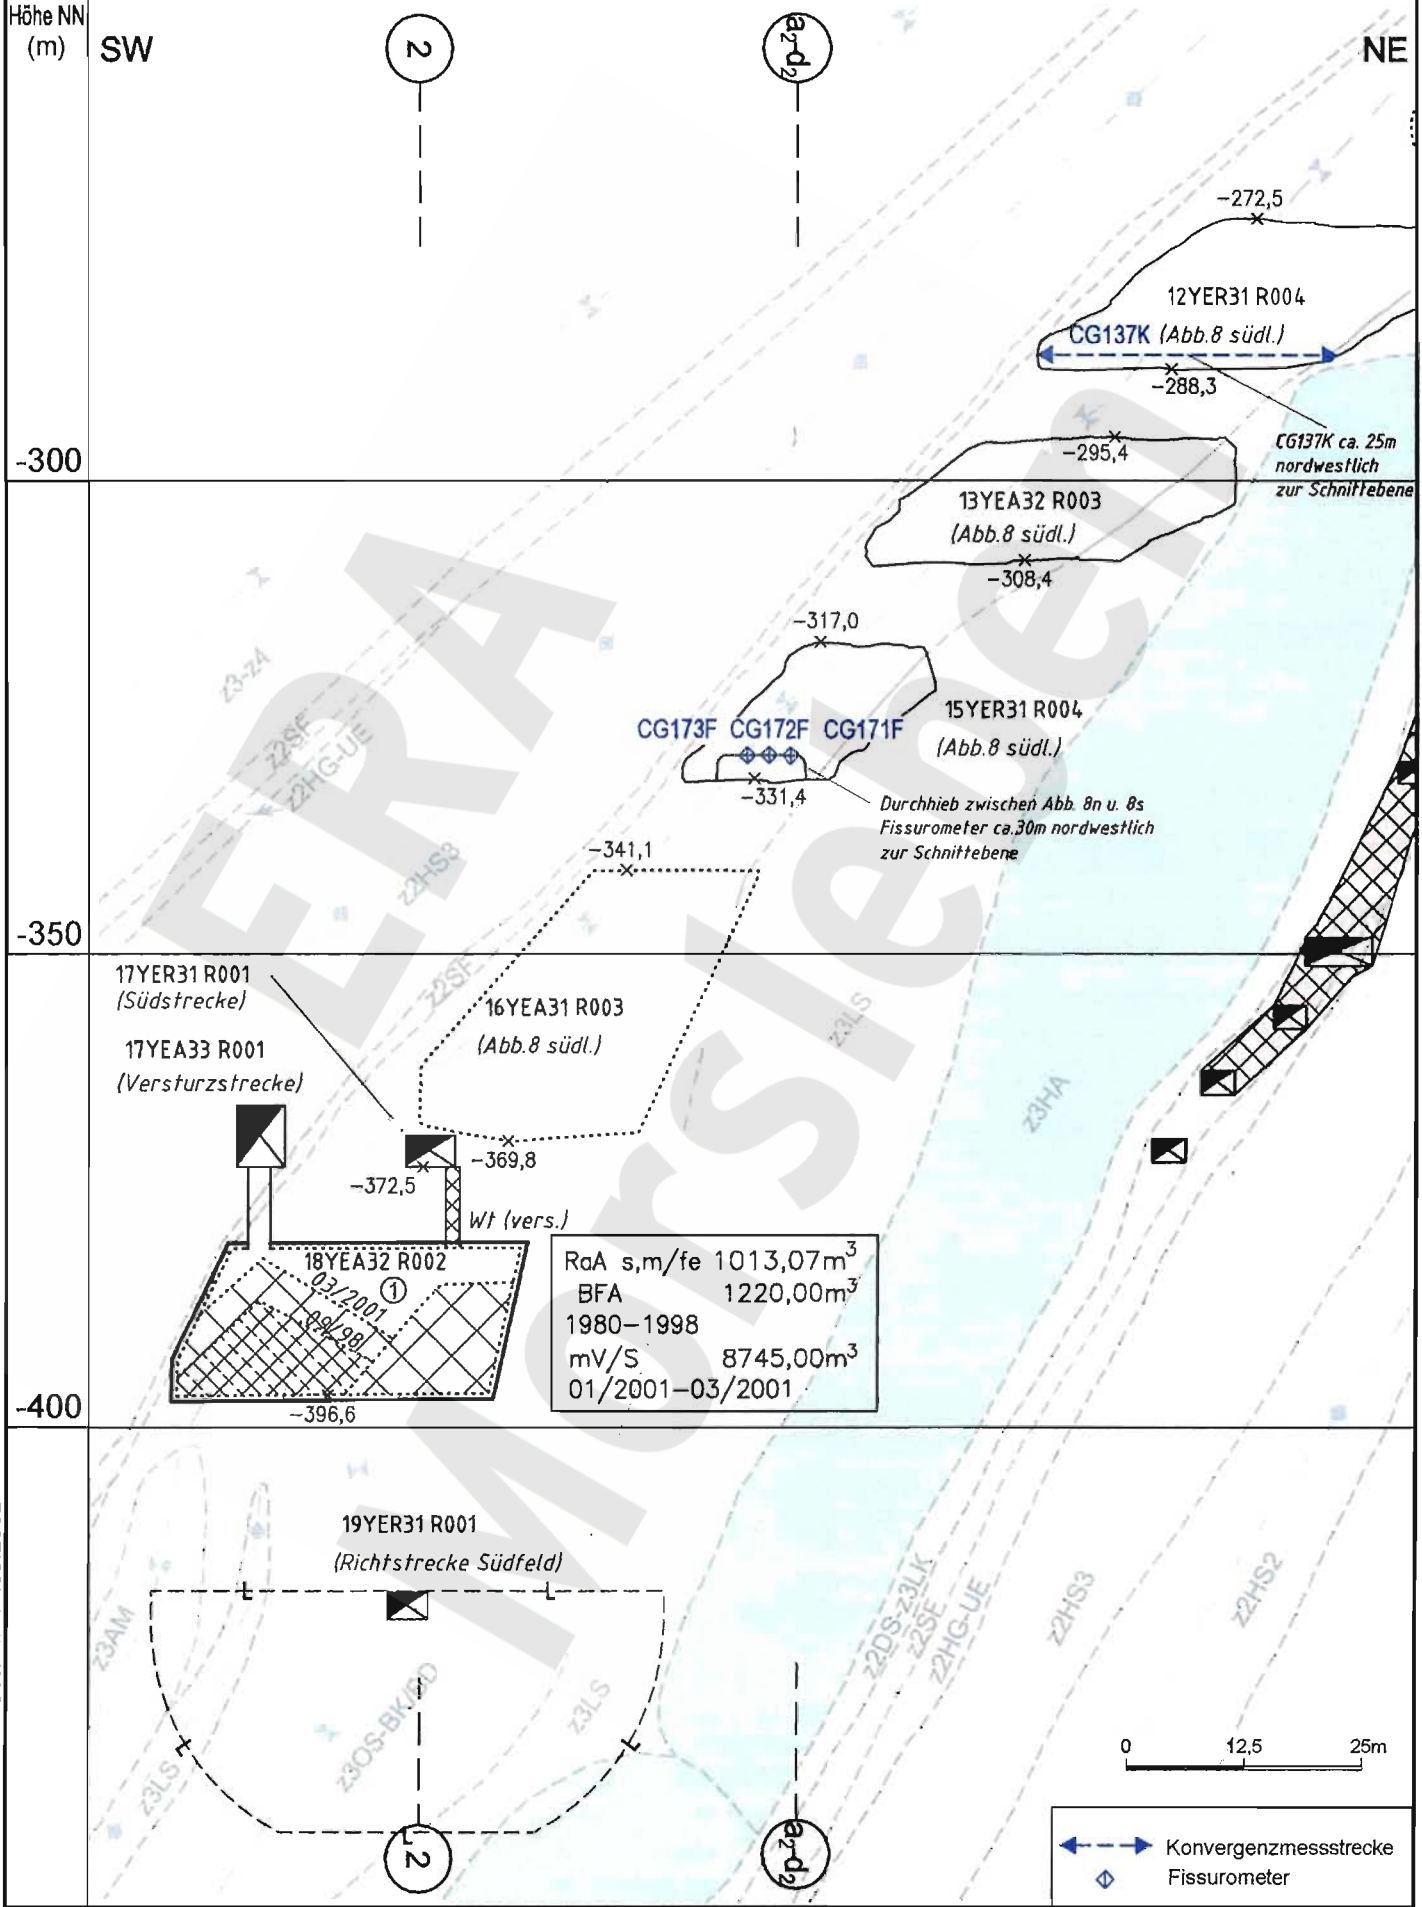 Höhe NN
(m)
SW
2
a2-d2
NE
-272,5
12YER31 R004
CG137K (Abb.8 südl.)
-288,3
CG137K ca. 25m
nordwestlich
zur Schnittebene
-300
-295,4
13YEA32 R003
(Abb.8 südl.)
-308,4
-317,0
z3-z4
z2SF
z2HG-UE
z2HS3
15YER31 R004
(Abb.8 südl.)
CG173F CG172F CG171F
-331,4
Durchhieb zwischen Abb. 8n u. 8s
Fissurometer ca.30m nordwestlich
zur Schnittebene
-341,1
-350
17YER31 R001
(Südstrecke)
z2SF
16YEA31 R003
(Abb.8 südl.)
z3LS
17YEA33 R001
(Versturzstrecke)
z3HA
-369,8
-372,5
Wt (vers.)
18YEA32 R002
03/2001
1
09/98
RaA s,m/fe 1013,07m³
BFA 1220,00m³
1980-1998
mV/S 8745,00m³
01/2001-03/2001
-400
-396,6
19YER31 R001
(Richtstrecke Südfeld)
z3AM
z3OS-BK/BD
z3LS
z3LS
z2DS-z3LK
z2SF
z2HG-UE
z2HS3
z2HS2
0 12,5 25m
2
a2-d2
Konvergenzmessstrecke
Fissurometer
ERA
Morsleben